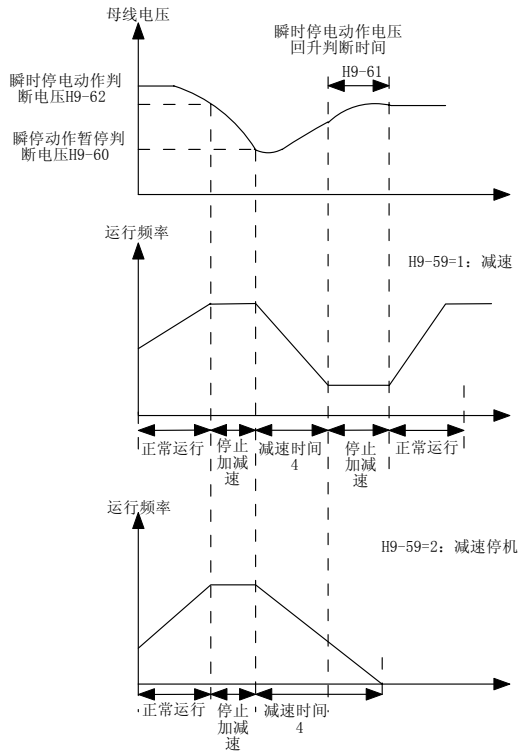 母线电压
瞬时停电动作电压
回升判断时间
H9-61
瞬时停电动作判
断电压H9-62
瞬停动作暂停判
断电压H9-60
运行频率
H9-59=1: 减速
正常运行
停止
加减
速
减速时间
4
停止
加减
速
正常运行
运行频率
H9-59=2: 减速停机
正常运行
停止
加减
速
减速时间
4